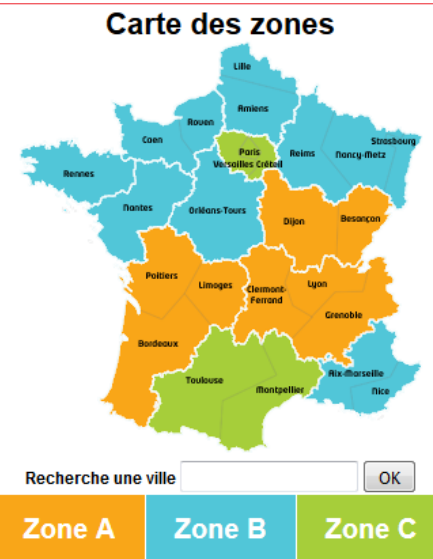 Carte des zones
Lille
Amiens
Rouen
Caen
Strasbourg
Paris
Reims
Nancy-Metz
Versailles Créteil
Rennes
Nantes
Orléans-Tours
Dijon
Besançon
Poitiers
Limoges
Clermont-
Ferrand
Lyon
Grenoble
Bordeaux
Aix-Marseille
Toulouse
Montpellier
Nice
Recherche une ville
OK
Zone A
Zone B
Zone C